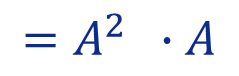 = A² · A